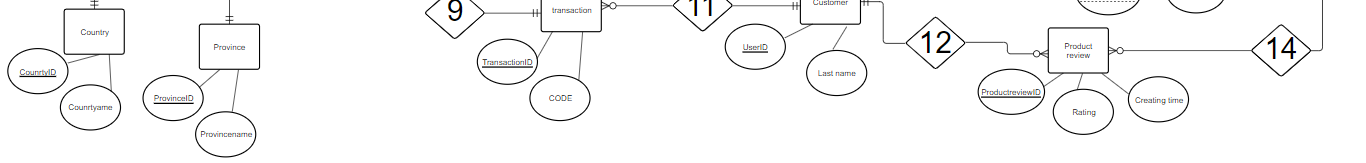 9
transaction
11
Customer
Country
Province
12
Product
review
14
UserID
CounrtyID
TransactionID
Last name
ProvinceID
CODE
ProductreviewID
Creating time
Counrtyame
Rating
Provincename